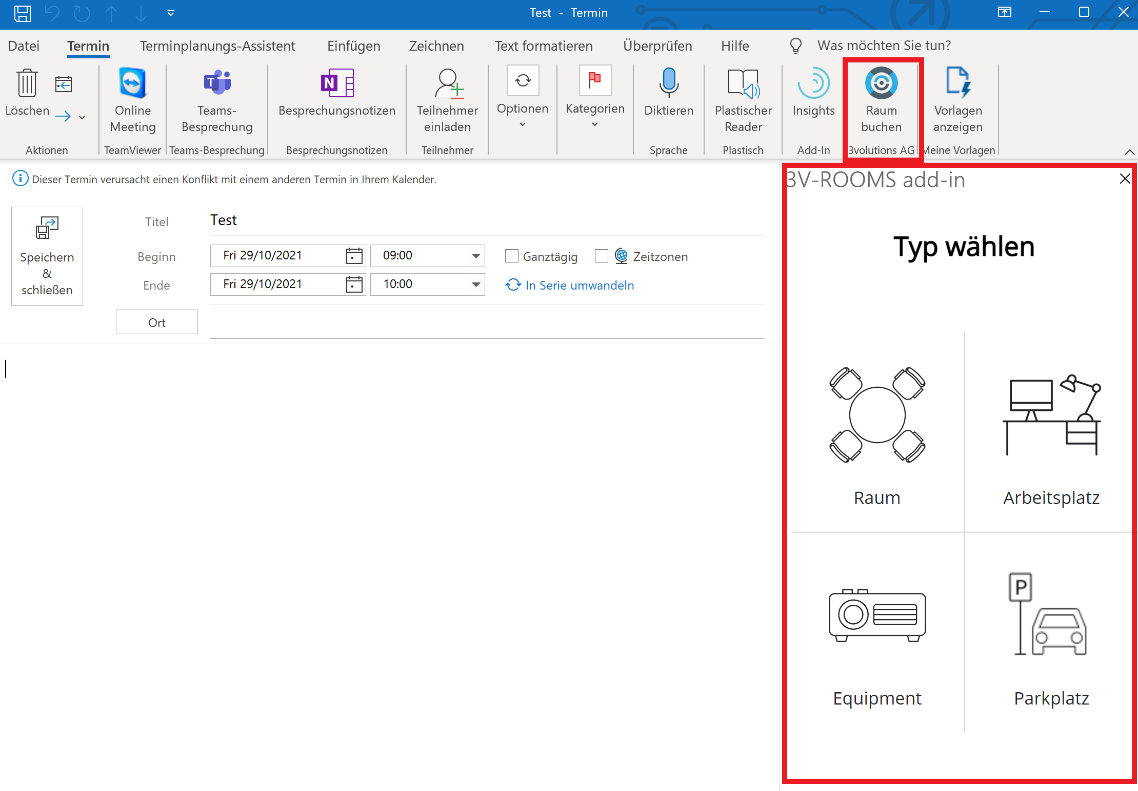 Test - Termin
Datei Termin Terminplanungs-Assistent Einfügen Zeichnen Text formatieren Überprüfen Hilfe Was möchten Sie tun?
Löschen
Online Meeting
Teams-Besprechung
Besprechungsnotizen
Teilnehmer einladen
Optionen
Kategorien
Diktieren
Plastischer Reader
Insights
Raum buchen
Vorlagen anzeigen
Aktionen TeamViewer Teams-Besprechung Besprechungsnotizen Teilnehmer Sprache Plastisch Add-In 3volutions AG Meine Vorlagen
Dieser Termin verursacht einen Konflikt mit einem anderen Termin in Ihrem Kalender.
Speichern
&
schließen
Titel Test
Beginn Fri 29/10/2021 09:00 Ganztägig Zeitzonen
Ende Fri 29/10/2021 10:00 In Serie umwandeln
Ort
3V-ROOMS add-in
Typ wählen
Raum Arbeitsplatz
P
Equipment Parkplatz